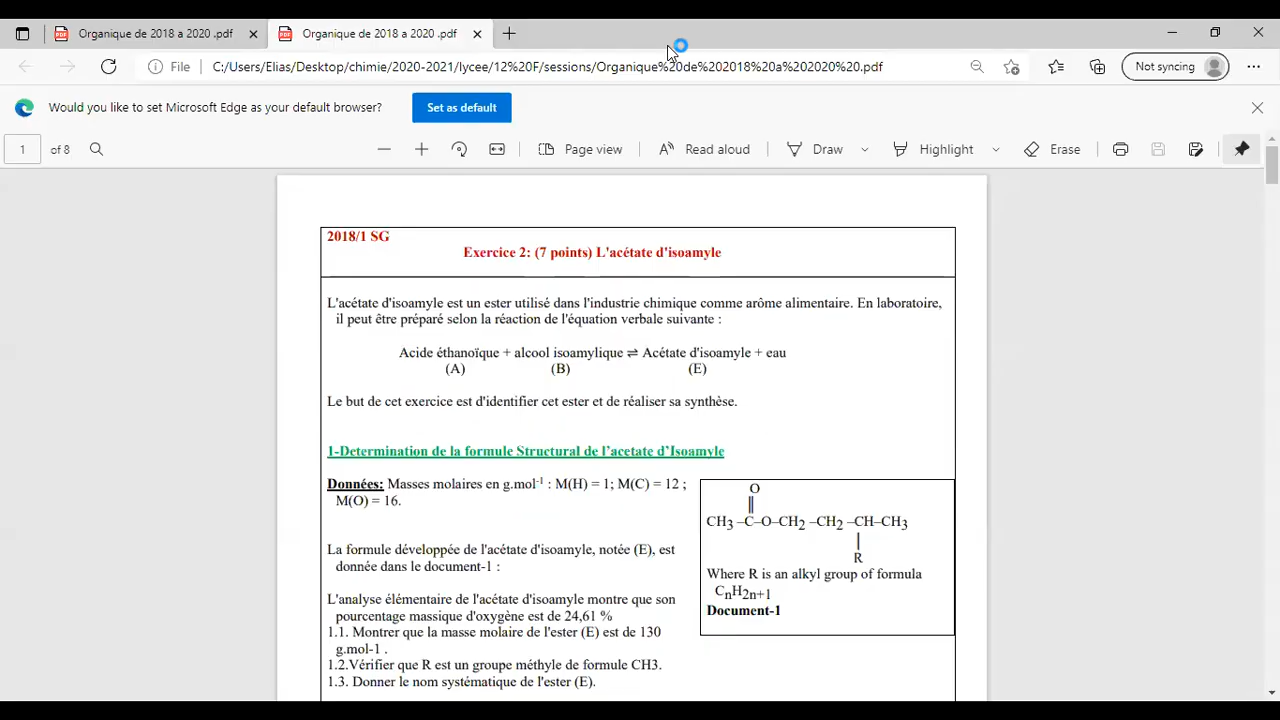 Organique de 2018 a 2020 .pdf
Organique de 2018 a 2020 .pdf
File
C:/Users/Elias/Desktop/chimie/2020-2021/lycee/12%20F/sessions/Organique%20de%202018%20a%202020%20.pdf
Not syncing
Would you like to set Microsoft Edge as your default browser?
Set as default
1 of 8
Page view
Read aloud
Draw
Highlight
Erase
2018/1 SG
Exercice 2: (7 points) L'acétate d'isoamyle
L'acétate d'isoamyle est un ester utilisé dans l'industrie chimique comme arôme alimentaire. En laboratoire,
il peut être préparé selon la réaction de l'équation verbale suivante :
Acide éthanoïque + alcool isoamylique ⇌ Acétate d'isoamyle + eau
(A) (B) (E)
Le but de cet exercice est d'identifier cet ester et de réaliser sa synthèse.
1-Determination de la formule Structural de l'acetate d'Isoamyle
Données: Masses molaires en g.mol-1 : M(H) = 1; M(C) = 12 ;
M(O) = 16.
La formule développée de l'acétate d'isoamyle, notée (E), est
donnée dans le document-1 :
L'analyse élémentaire de l'acétate d'isoamyle montre que son
pourcentage massique d'oxygène est de 24,61 %
1.1. Montrer que la masse molaire de l'ester (E) est de 130
g.mol-1 .
1.2.Vérifier que R est un groupe méthyle de formule CH3.
1.3. Donner le nom systématique de l'ester (E).
O
CH3 –C–O–CH2 –CH2 –CH–CH3
R
Where R is an alkyl group of formula
CnH2n+1
Document-1